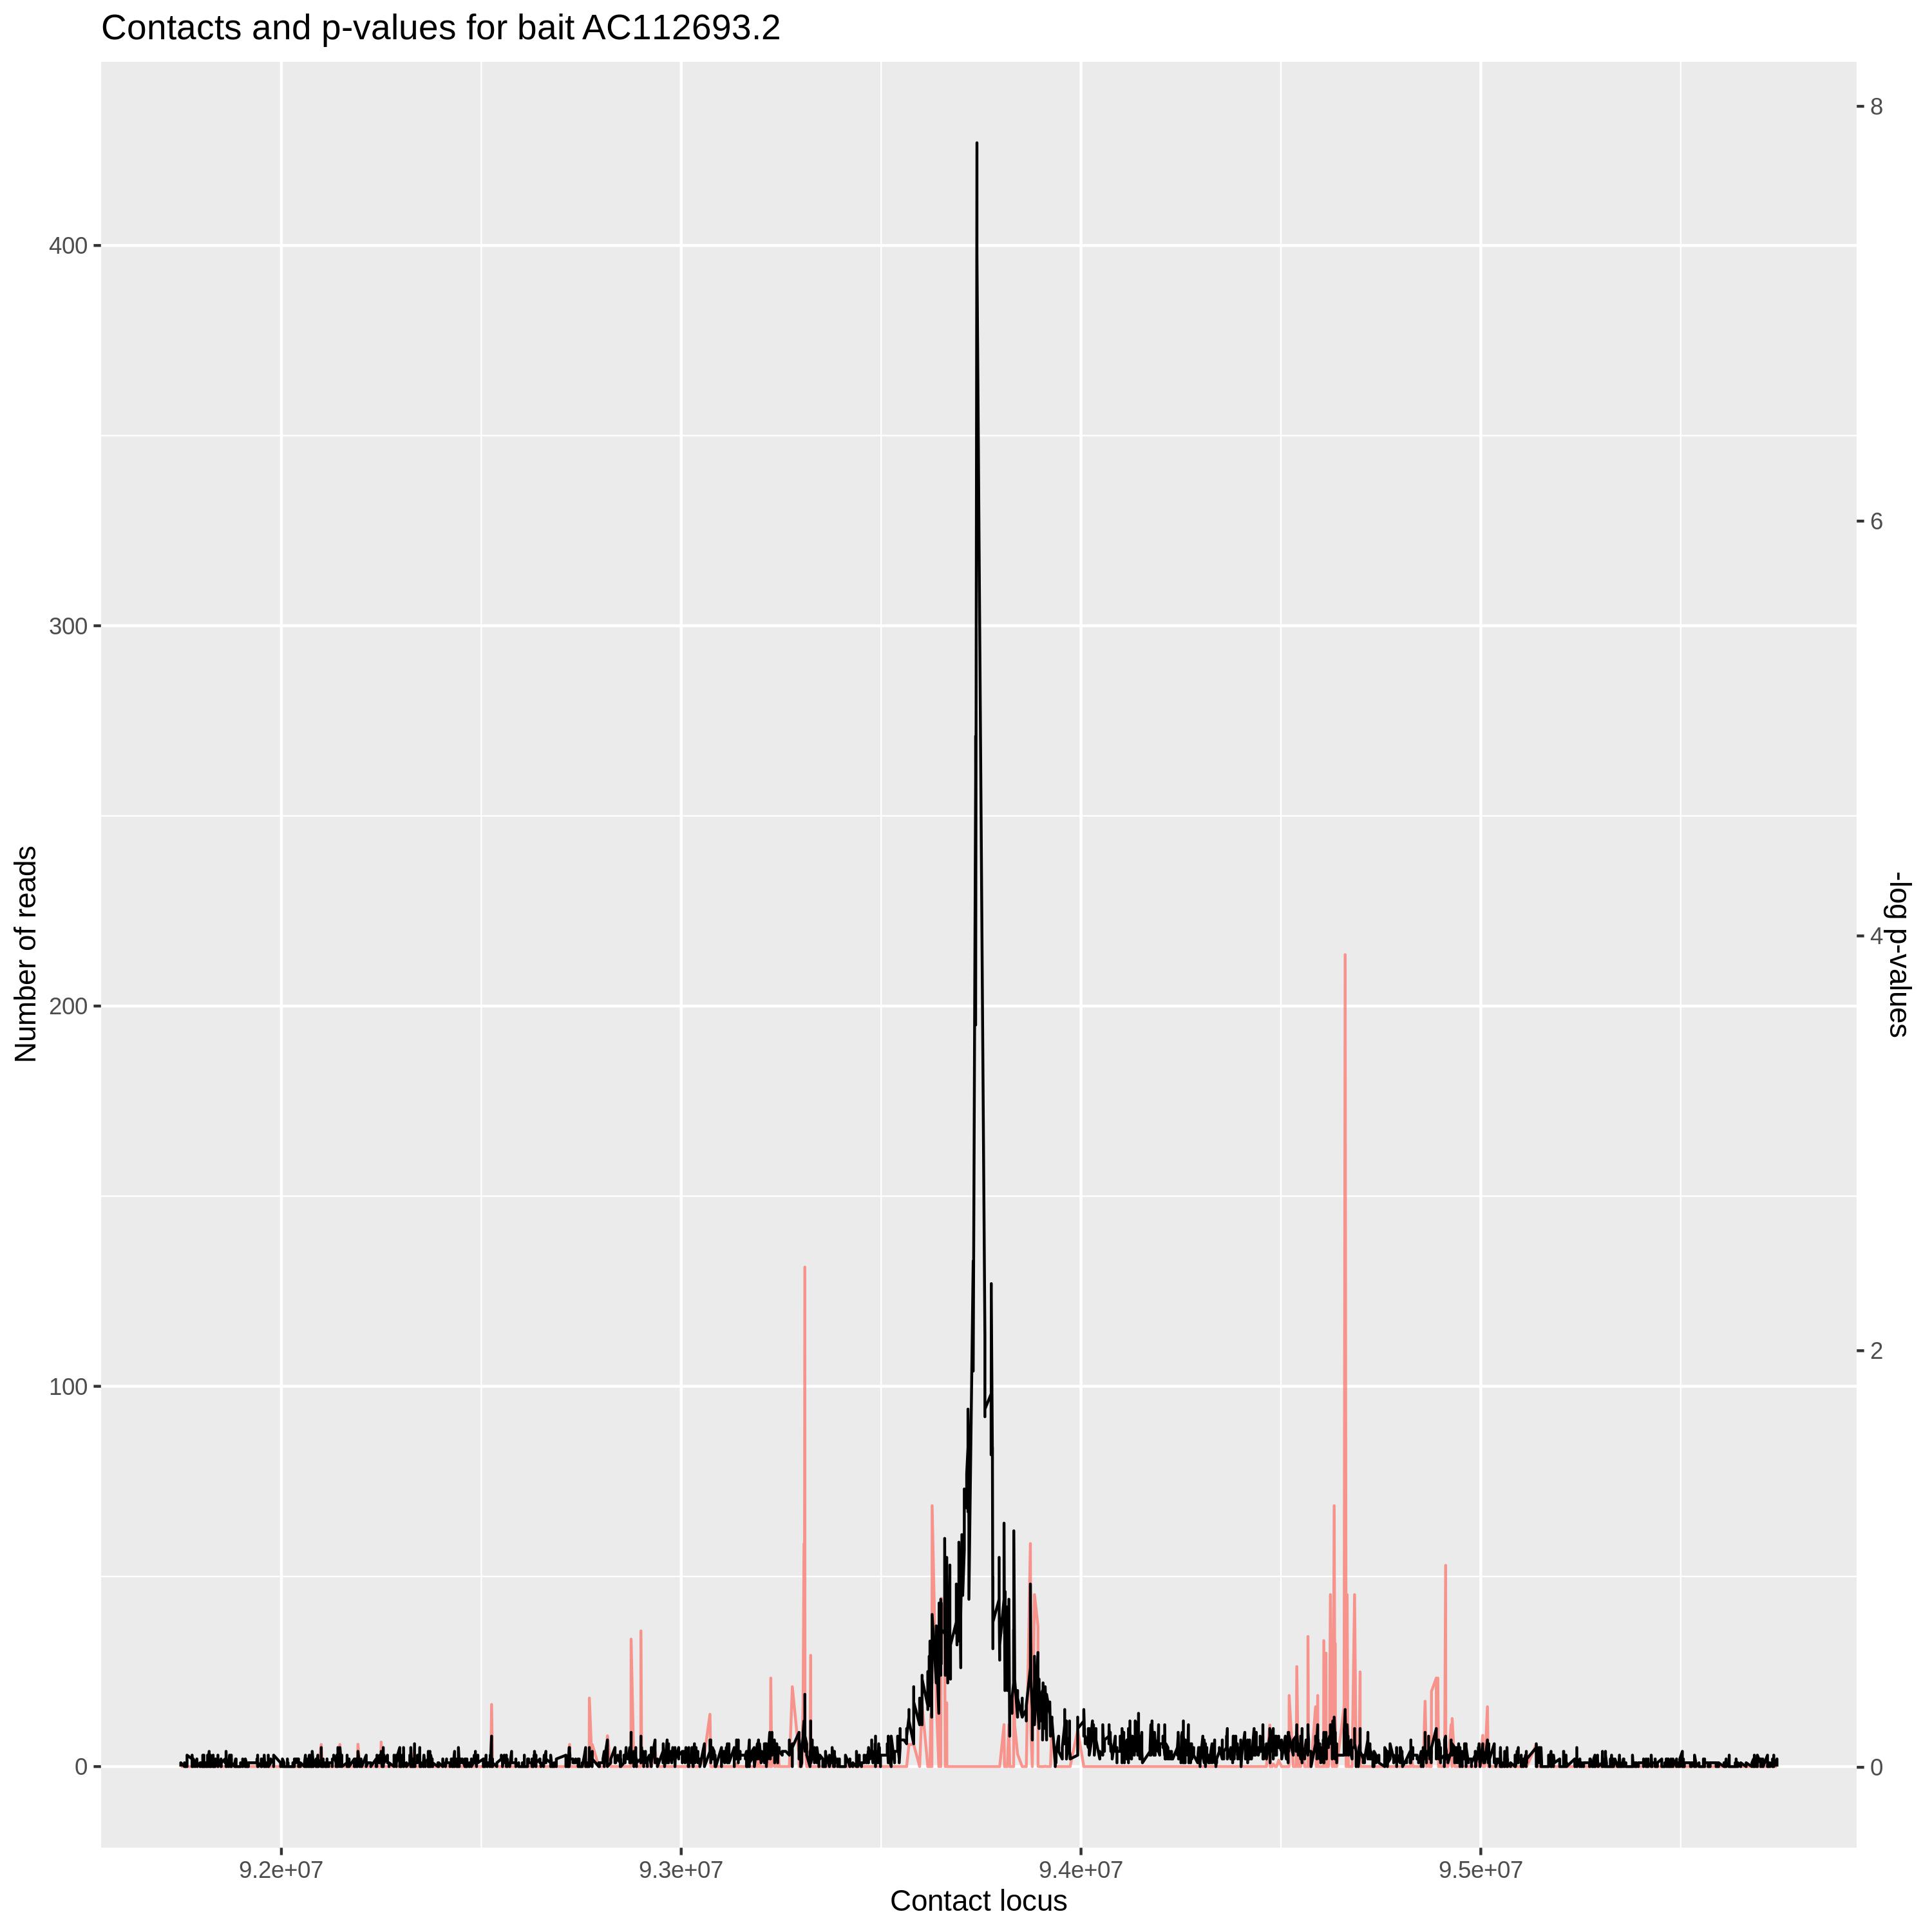 Contacts and p-values for bait AC112693.2
8
400
6
300
Number of reads
-log p-values
4
200
2
100
0
0
9.2e+07 9.3e+07 9.4e+07 9.5e+07
Contact locus